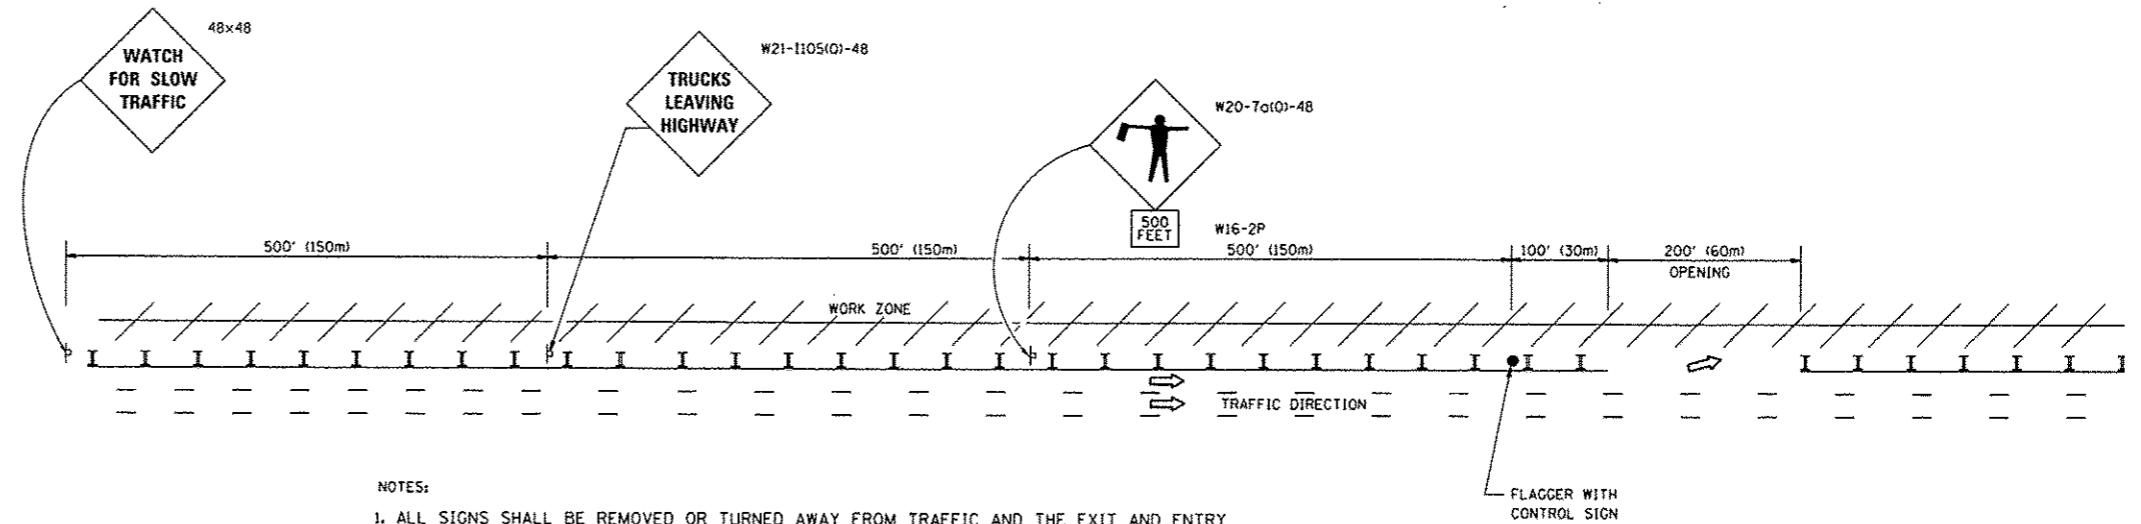 48x48
WATCH
FOR SLOW
TRAFFIC
W21-I105(O)-48
TRUCKS
LEAVING
HIGHWAY
W20-7a(O)-48
500
FEET
W16-2P
500' (150m)
500' (150m)
500' (150m)
100' (30m)
200' (60m)
OPENING
WORK ZONE
TRAFFIC DIRECTION
FLAGGER WITH
CONTROL SIGN
NOTES:
1. ALL SIGNS SHALL BE REMOVED OR TURNED AWAY FROM TRAFFIC AND THE EXIT AND ENTRY